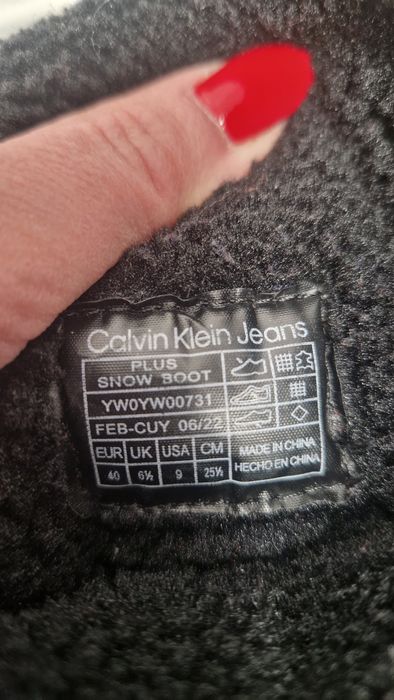 Calvin Klein Jeans
PLUS
SNOW BOOT
YW0YW00731
FEB-CUY 06/22
EUR UK USA CM
40 6½ 9 25½
MADE IN CHINA
HECHO EN CHINA